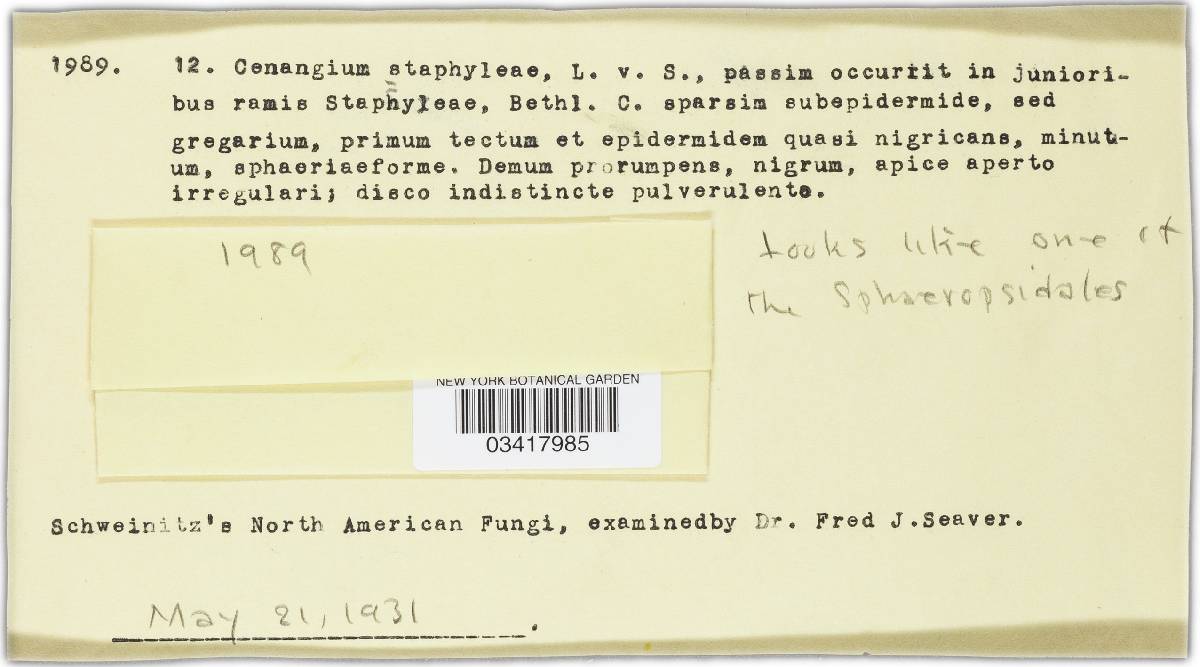 1989. 12. Cenangium staphyleae, L. v. S., passim occurrit in juniori-
bus ramis Staphyleae, Bethl. C. sparsim subepidermide, sed
gregarium, primum tectum et epidermidem quasi nigricans, minut-
um, sphaeriaeforme. Demum prorumpens, nigrum, apice aperto
irregulari; disco indistincte pulverulento.
1989
Looks like one of
the Sphaeropsidales
NEW YORK BOTANICAL GARDEN
03417985
Schweinitz's North American Fungi, examinedby Dr. Fred J.Seaver.
May 21, 1931.